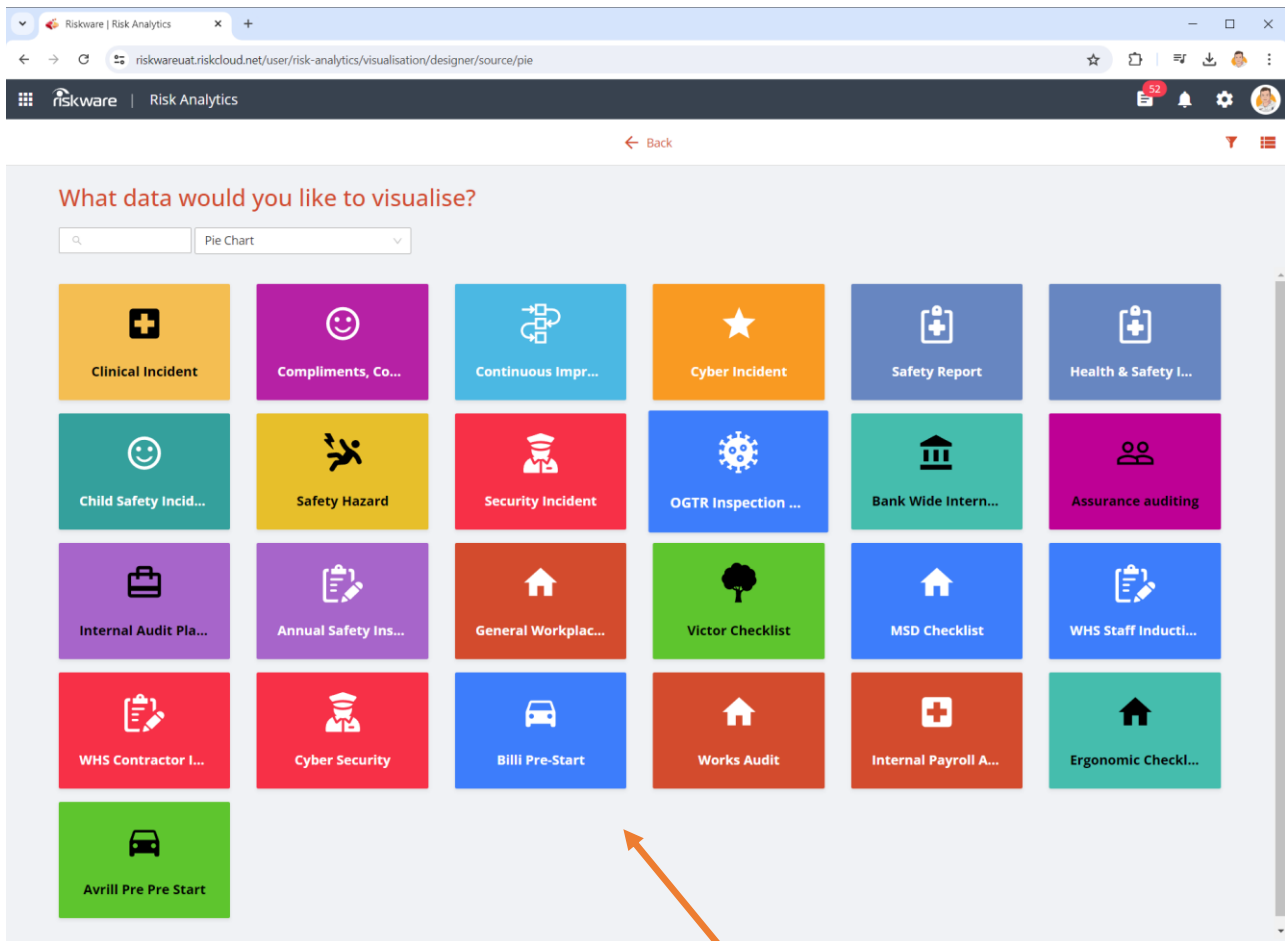 Riskware | Risk Analytics
riskwareuat.riskcloud.net/user/risk-analytics/visualisation/designer/source/pie
riskware | Risk Analytics
52
Back
What data would you like to visualise?
Pie Chart
Clinical Incident
Compliments, Co...
Continuous Impr...
Cyber Incident
Safety Report
Health & Safety I...
Child Safety Incid...
Safety Hazard
Security Incident
OGTR Inspection ...
Bank Wide Intern...
Assurance auditing
Internal Audit Pla...
Annual Safety Ins...
General Workplac...
Victor Checklist
MSD Checklist
WHS Staff Inducti...
WHS Contractor I...
Cyber Security
Billi Pre-Start
Works Audit
Internal Payroll A...
Ergonomic Checkl...
Avrill Pre Pre Start